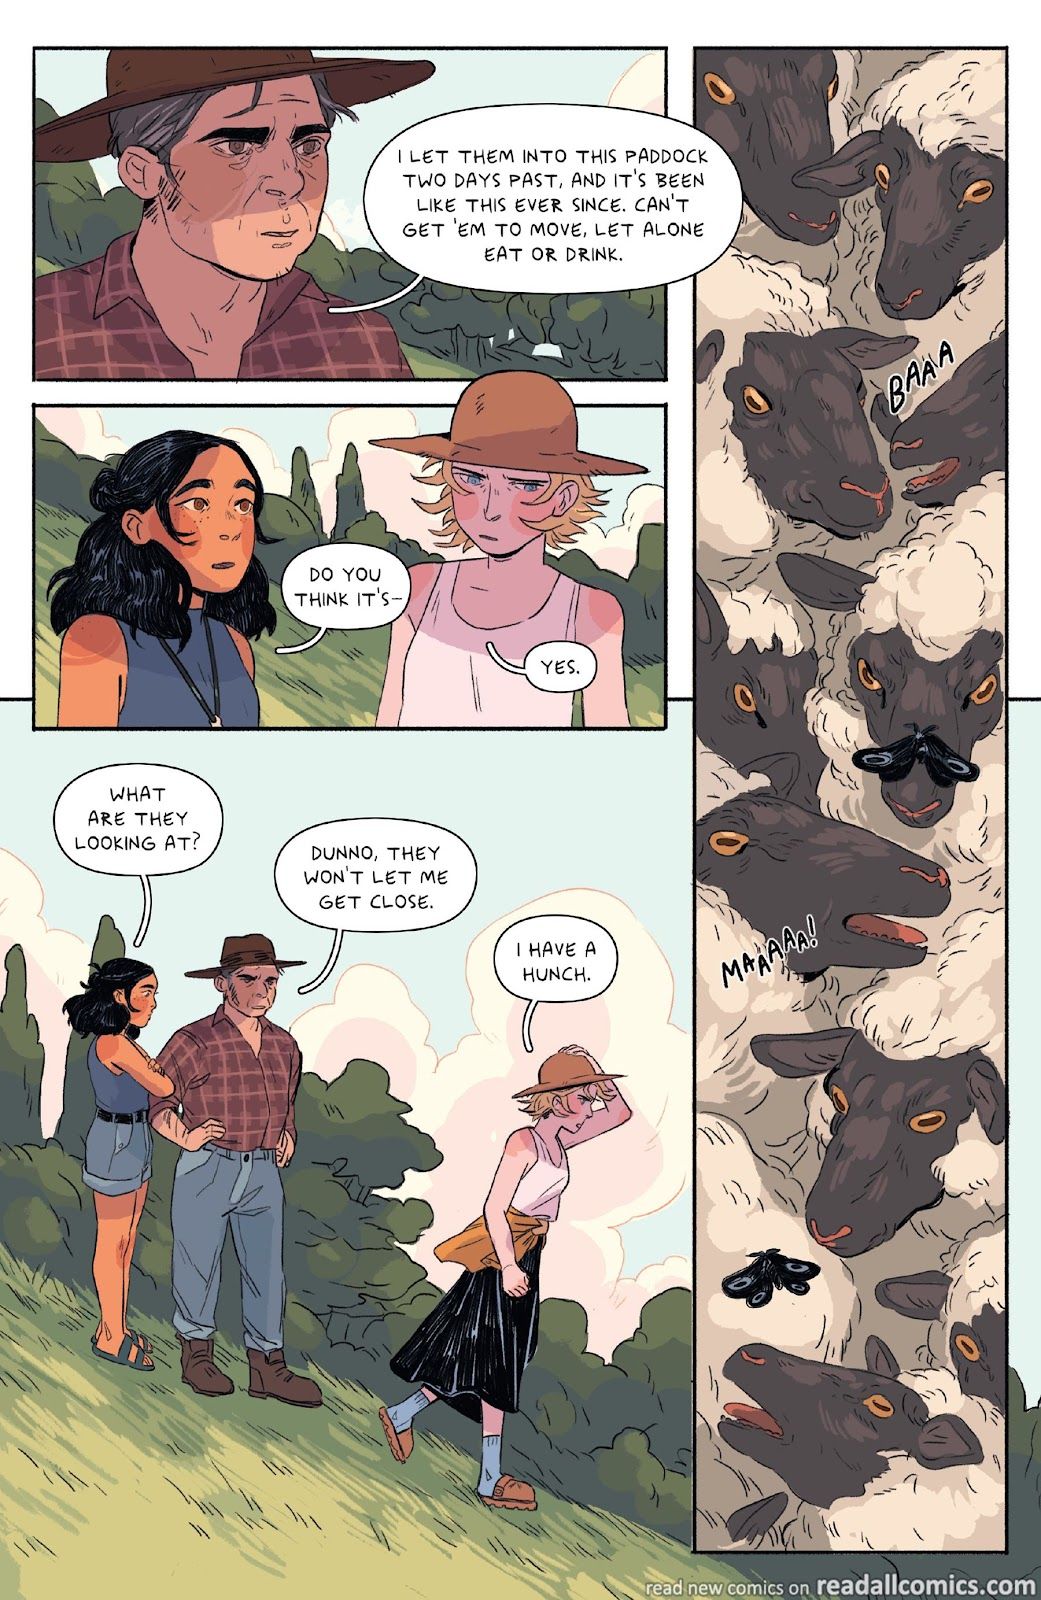 I LET THEM INTO THIS PADDOCK
TWO DAYS PAST, AND IT'S BEEN
LIKE THIS EVER SINCE. CAN'T
GET 'EM TO MOVE, LET ALONE
EAT OR DRINK.
DO YOU
THINK IT'S–
YES.
BAAA
MAAAAA!
WHAT
ARE THEY
LOOKING AT?
DUNNO, THEY
WON'T LET ME
GET CLOSE.
I HAVE A
HUNCH.
read new comics on readallcomics.com